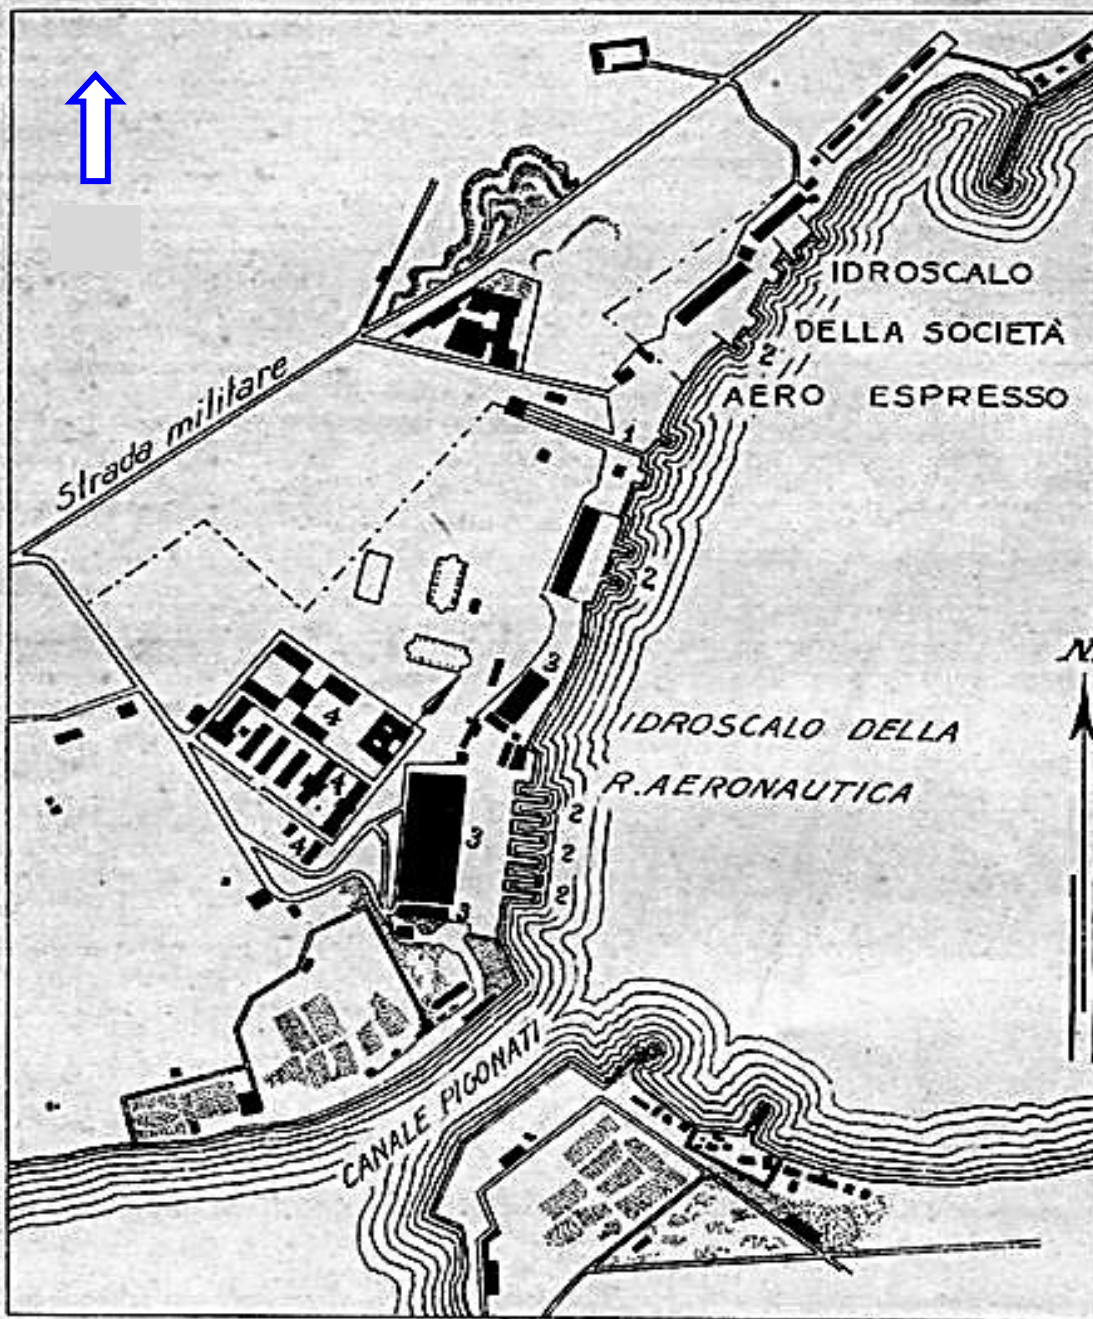 IDROSCALO
DELLA SOCIETÀ
2
AERO ESPRESSO
Strada militare
1
2
N.
3
4
IDROSCALO DELLA
R. AERONAUTICA
4
2
3
2
4
2
3
CANALE PIGONATI